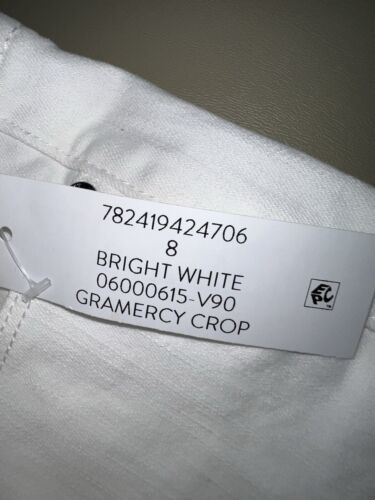 782419424706
8
BRIGHT WHITE
06000615-V90
GRAMERCY CROP